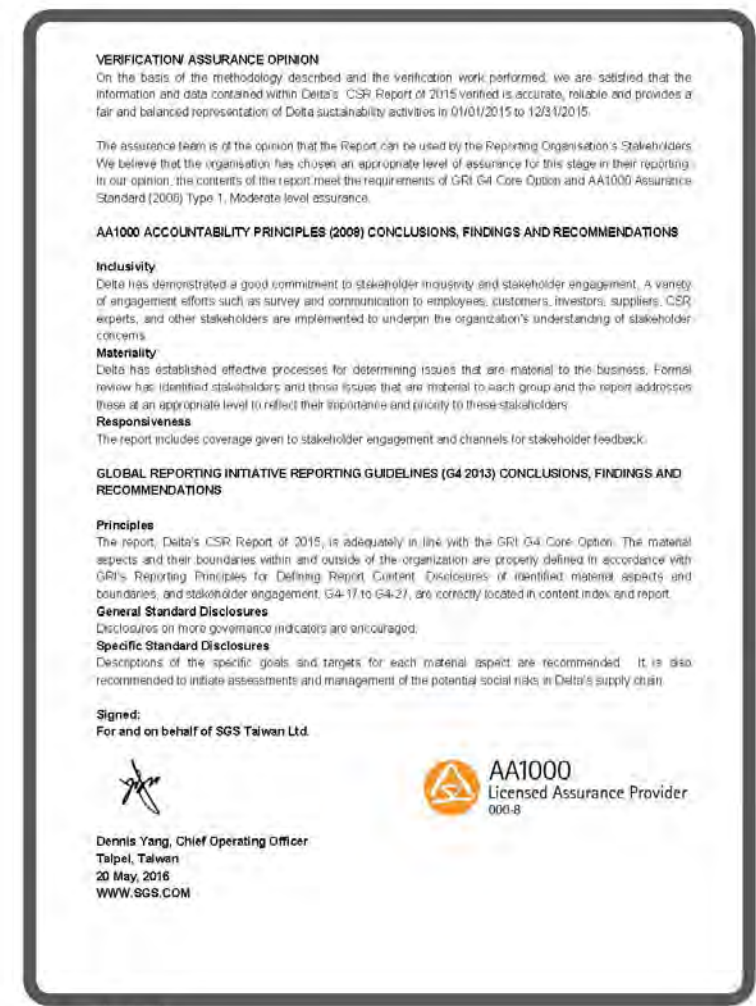 VERIFICATION/ ASSURANCE OPINION
On the basis of the methodology described and the verification work performed, we are satisfied that the
information and data contained within Delta's CSR Report of 2015 verified is accurate, reliable and provides a
fair and balanced representation of Delta sustainability activities in 01/01/2015 to 12/31/2015.
The assurance team is of the opinion that the Report can be used by the Reporting Organisation's Stakeholders.
We believe that the organisation has chosen an appropriate level of assurance for this stage in their reporting.
In our opinion, the contents of the report meet the requirements of GRI G4 Core Option and AA1000 Assurance
Standard (2008) Type 1, Moderate level assurance.
AA1000 ACCOUNTABILITY PRINCIPLES (2008) CONCLUSIONS, FINDINGS AND RECOMMENDATIONS
Inclusivity
Delta has demonstrated a good commitment to stakeholder inclusivity and stakeholder engagement. A variety
of engagement efforts such as survey and communication to employees, customers, investors, suppliers, CSR
experts, and other stakeholders are implemented to underpin the organization's understanding of stakeholder
concerns.
Materiality
Delta has established effective processes for determining issues that are material to the business. Formal
review has identified stakeholders and those issues that are material to each group and the report addresses
these at an appropriate level to reflect their importance and priority to these stakeholders.
Responsiveness
The report includes coverage given to stakeholder engagement and channels for stakeholder feedback.
GLOBAL REPORTING INITIATIVE REPORTING GUIDELINES (G4 2013) CONCLUSIONS, FINDINGS AND
RECOMMENDATIONS
Principles
The report, Delta's CSR Report of 2015, is adequately in line with the GRI G4 Core Option. The material
aspects and their boundaries within and outside of the organization are properly defined in accordance with
GRI's Reporting Principles for Defining Report Content. Disclosures of identified material aspects and
boundaries, and stakeholder engagement, G4-17 to G4-27, are correctly located in content index and report.
General Standard Disclosures
Disclosures on more governance indicators are encouraged.
Specific Standard Disclosures
Descriptions of the specific goals and targets for each material aspect are recommended. It is also
recommended to initiate assessments and management of the potential social risks in Delta's supply chain.
Signed:
For and on behalf of SGS Taiwan Ltd.
AA1000
Licensed Assurance Provider
000-8
Dennis Yang, Chief Operating Officer
Taipei, Taiwan
20 May, 2016
WWW.SGS.COM